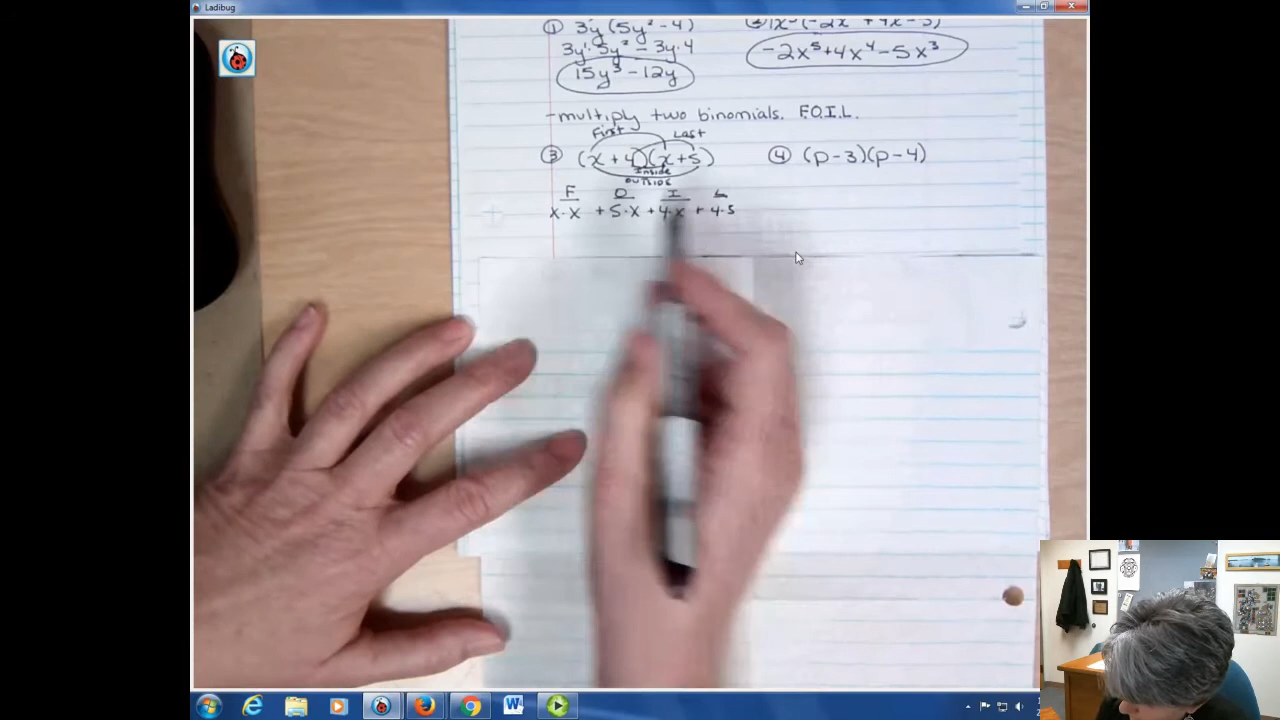 Ladibug
① 3y(5y² - 4)
3y·5y² - 3y·4
15y³ - 12y
-2x⁵+4x⁴-5x³
-multiply two binomials. F.O.I.L.
First Last
③ (x + 4)(x + 5)
④ (p - 3)(p - 4)
Inside
outside
F O I L
x·x + 5·x + 4·x + 4·5